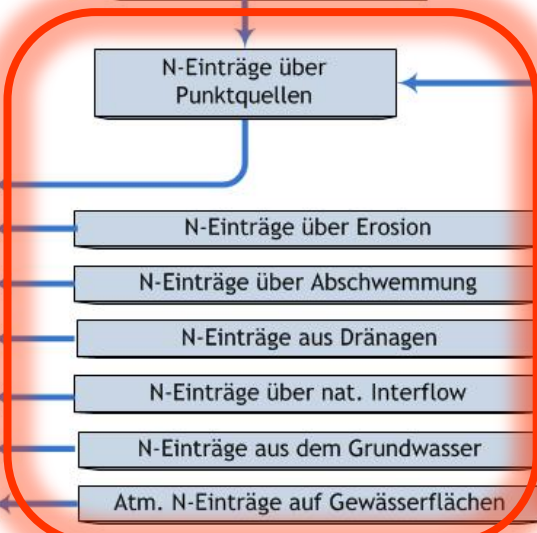 N-Einträge über
Punktquellen
N-Einträge über Erosion
N-Einträge über Abschwemmung
N-Einträge aus Dränagen
N-Einträge über nat. Interflow
N-Einträge aus dem Grundwasser
Atm. N-Einträge auf Gewässerflächen